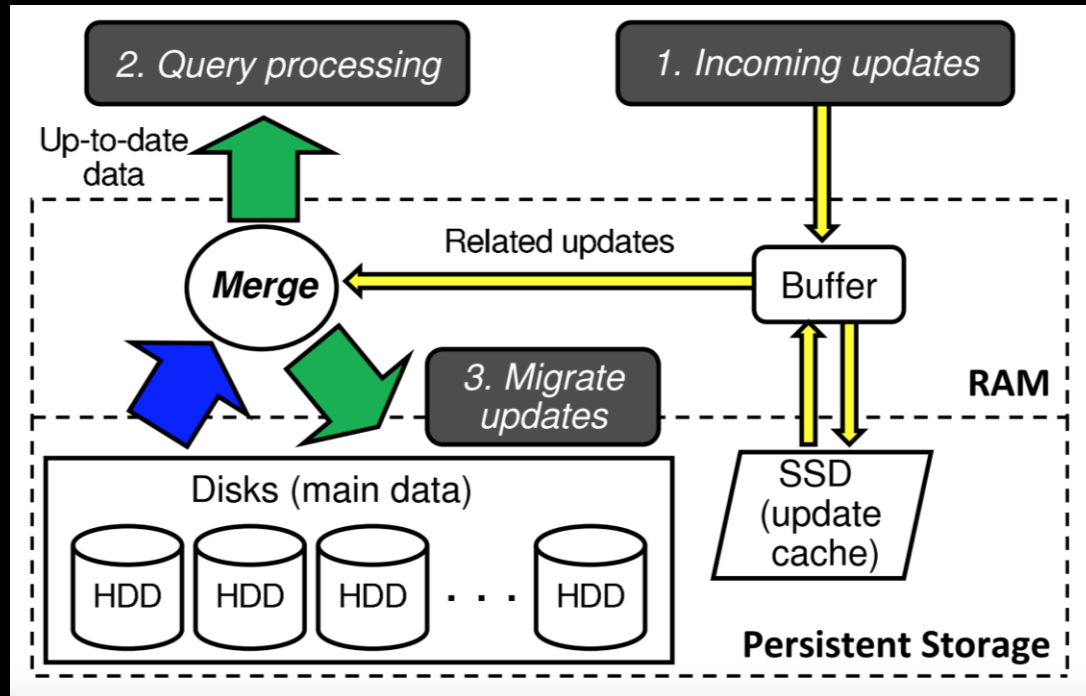 2. Query processing
1. Incoming updates
Up-to-date
data
Related updates
Merge
Buffer
3. Migrate
updates
RAM
Disks (main data)
SSD
(update
cache)
HDD
HDD
HDD
. . .
HDD
Persistent Storage